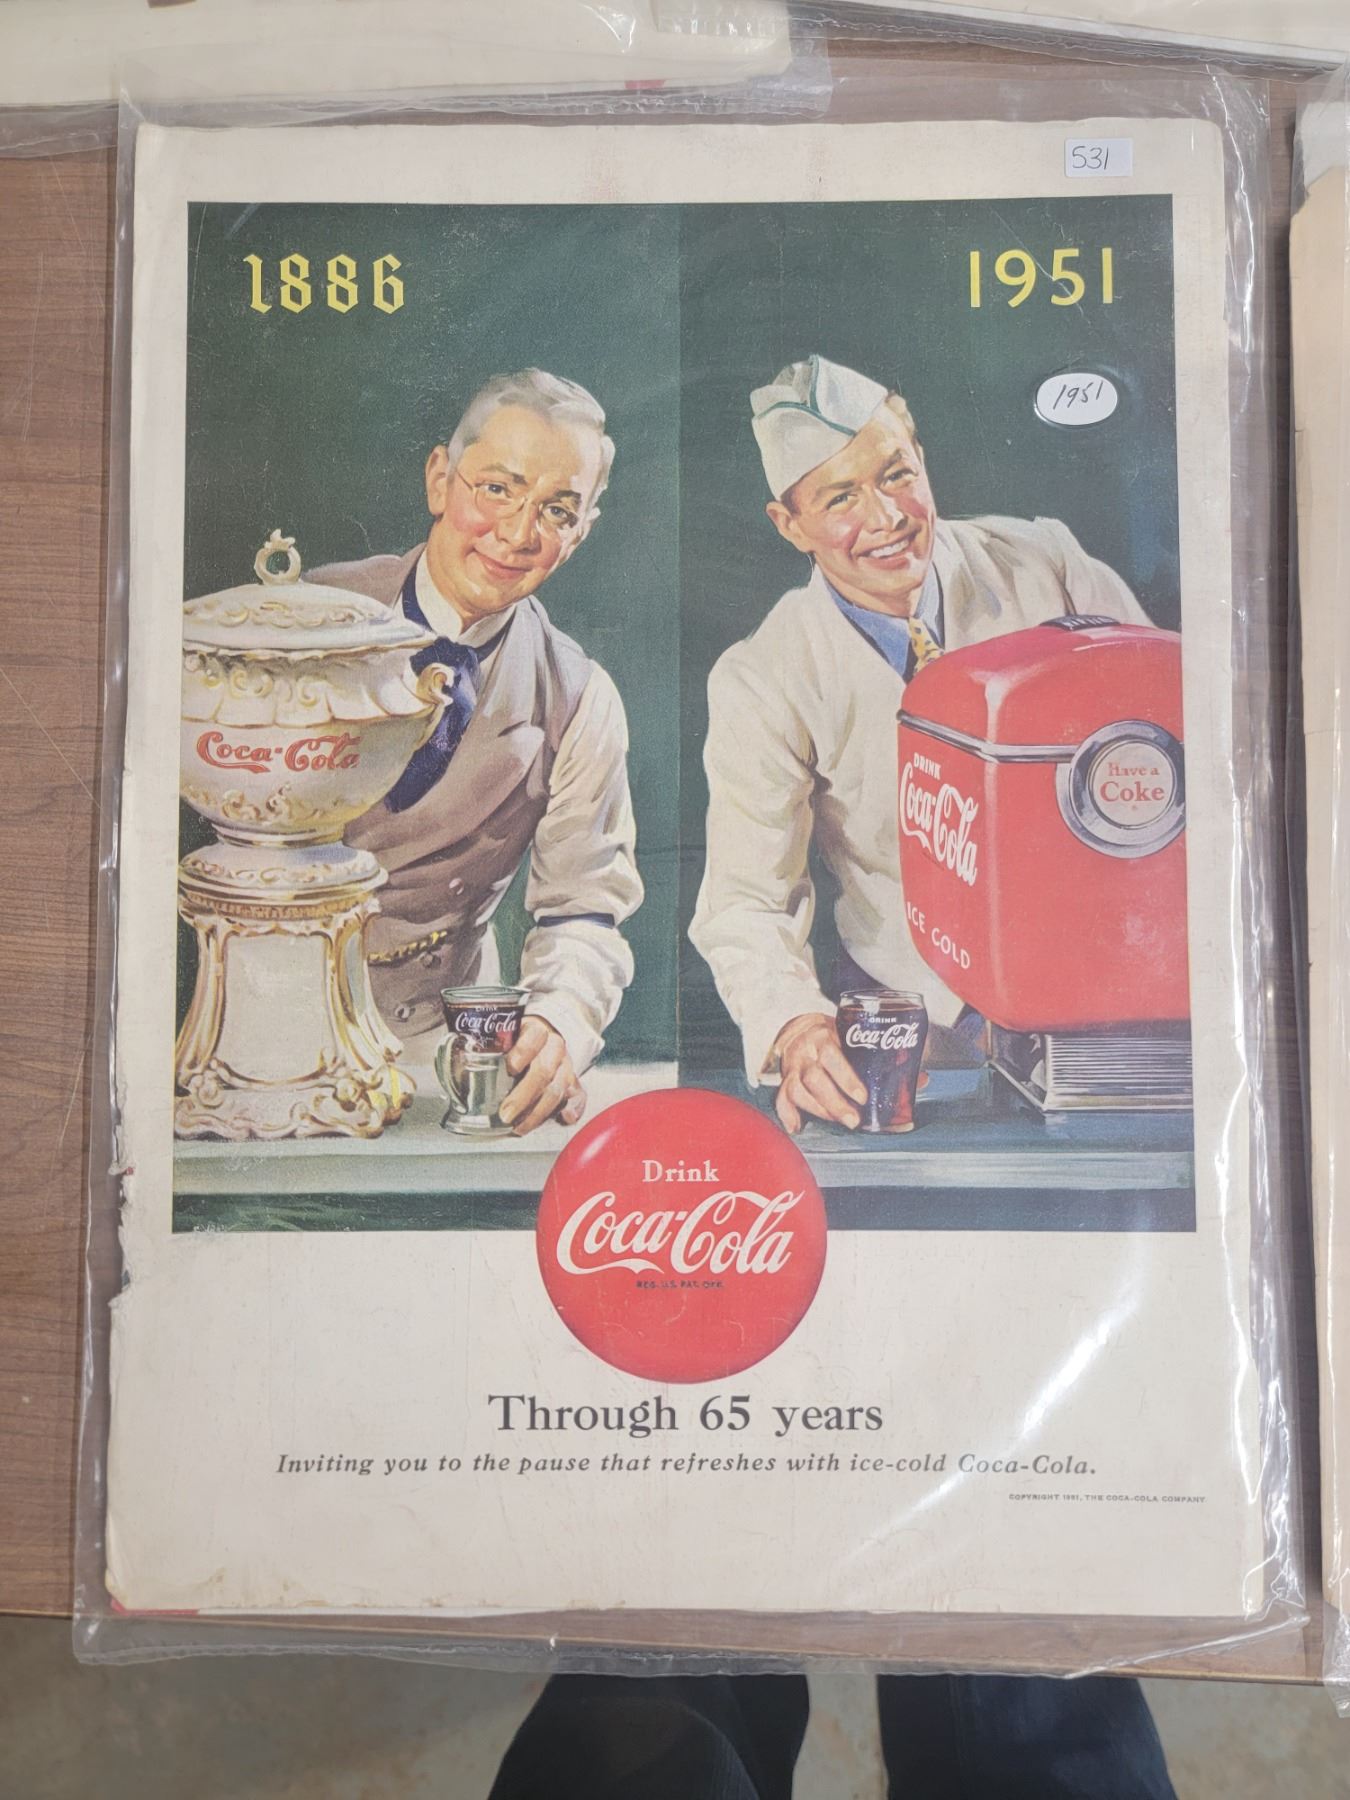 531
1886
1951
1951
Coca-Cola
DRINK
Coca-Cola
ICE COLD
Have a
Coke
DRINK
Coca-Cola
DRINK
Coca-Cola
Drink
Coca-Cola
REG. U.S. PAT. OFF.
Through 65 years
Inviting you to the pause that refreshes with ice-cold Coca-Cola.
COPYRIGHT 1951, THE COCA-COLA COMPANY